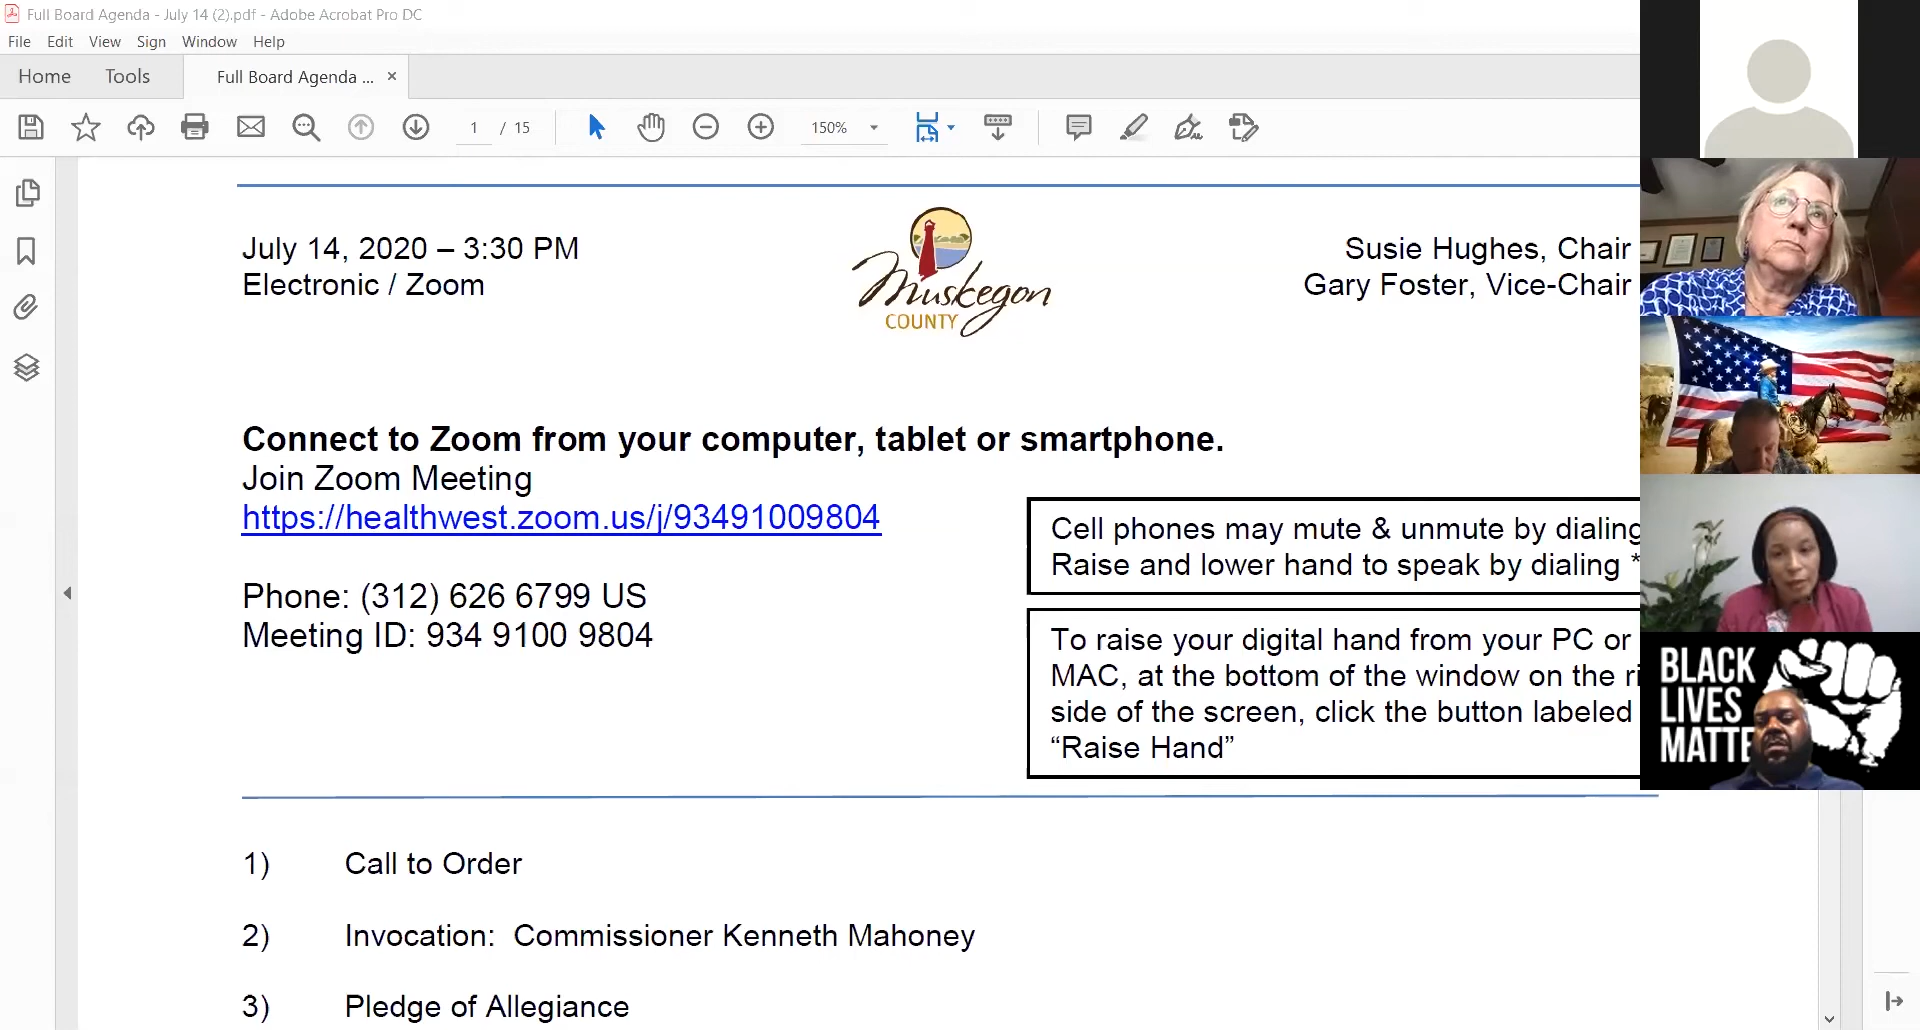 Full Board Agenda - July 14 (2).pdf - Adobe Acrobat Pro DC
File Edit View Sign Window Help
Home Tools Full Board Agenda ... ×
1 / 15 150%
July 14, 2020 – 3:30 PM
Electronic / Zoom
Muskegon
COUNTY
Susie Hughes, Chair
Gary Foster, Vice-Chair
Connect to Zoom from your computer, tablet or smartphone.
Join Zoom Meeting
https://healthwest.zoom.us/j/93491009804
Phone: (312) 626 6799 US
Meeting ID: 934 9100 9804
Cell phones may mute & unmute by dialing
Raise and lower hand to speak by dialing *
To raise your digital hand from your PC or
MAC, at the bottom of the window on the ri
side of the screen, click the button labeled
“Raise Hand”
BLACK
LIVES
MATTE
1) Call to Order
2) Invocation: Commissioner Kenneth Mahoney
3) Pledge of Allegiance